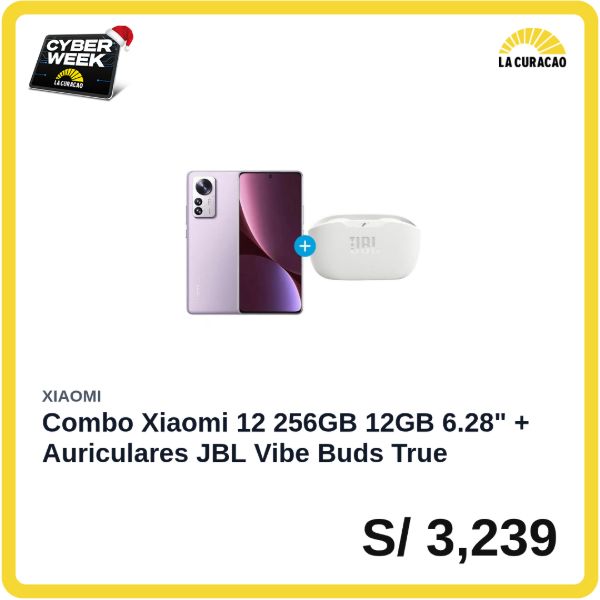 CYBER
WEEK
LA CURACAO
LA CURACAO
JBL
XIAOMI
Combo Xiaomi 12 256GB 12GB 6.28" +
Auriculares JBL Vibe Buds True
S/ 3,239